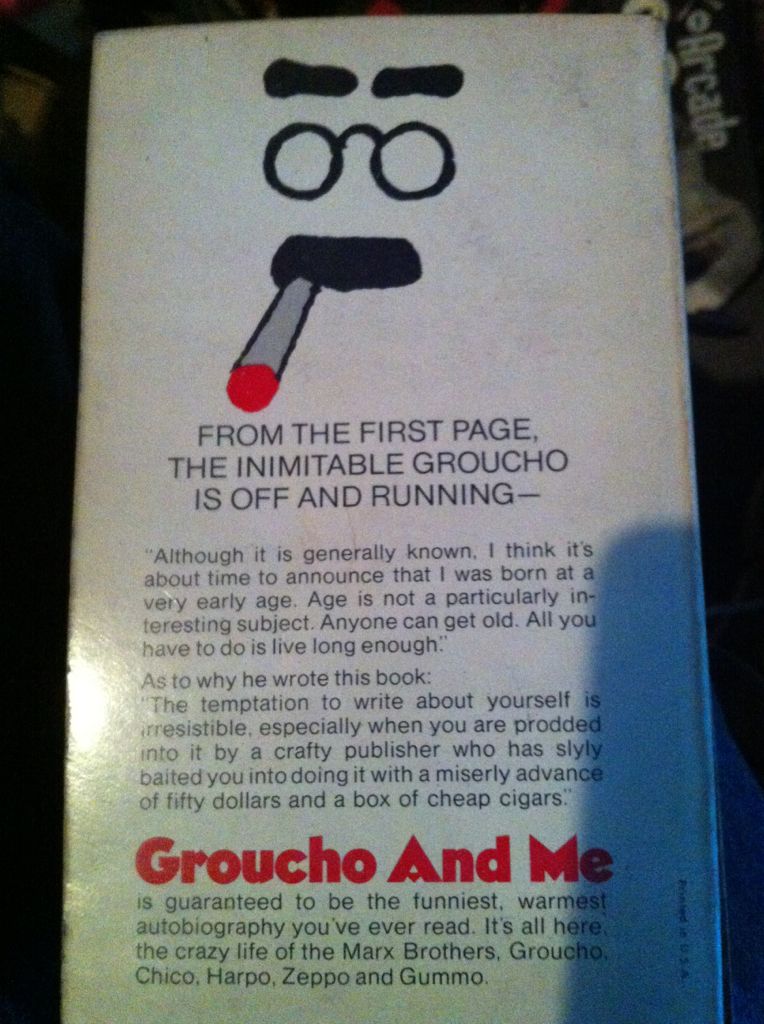 FROM THE FIRST PAGE,
THE INIMITABLE GROUCHO
IS OFF AND RUNNING—
"Although it is generally known, I think it's
about time to announce that I was born at a
very early age. Age is not a particularly in-
teresting subject. Anyone can get old. All you
have to do is live long enough."
As to why he wrote this book:
"The temptation to write about yourself is
irresistible, especially when you are prodded
into it by a crafty publisher who has slyly
baited you into doing it with a miserly advance
of fifty dollars and a box of cheap cigars."
Groucho And Me
is guaranteed to be the funniest, warmest
autobiography you've ever read. It's all here,
the crazy life of the Marx Brothers, Groucho,
Chico, Harpo, Zeppo and Gummo.
Printed in U.S.A.